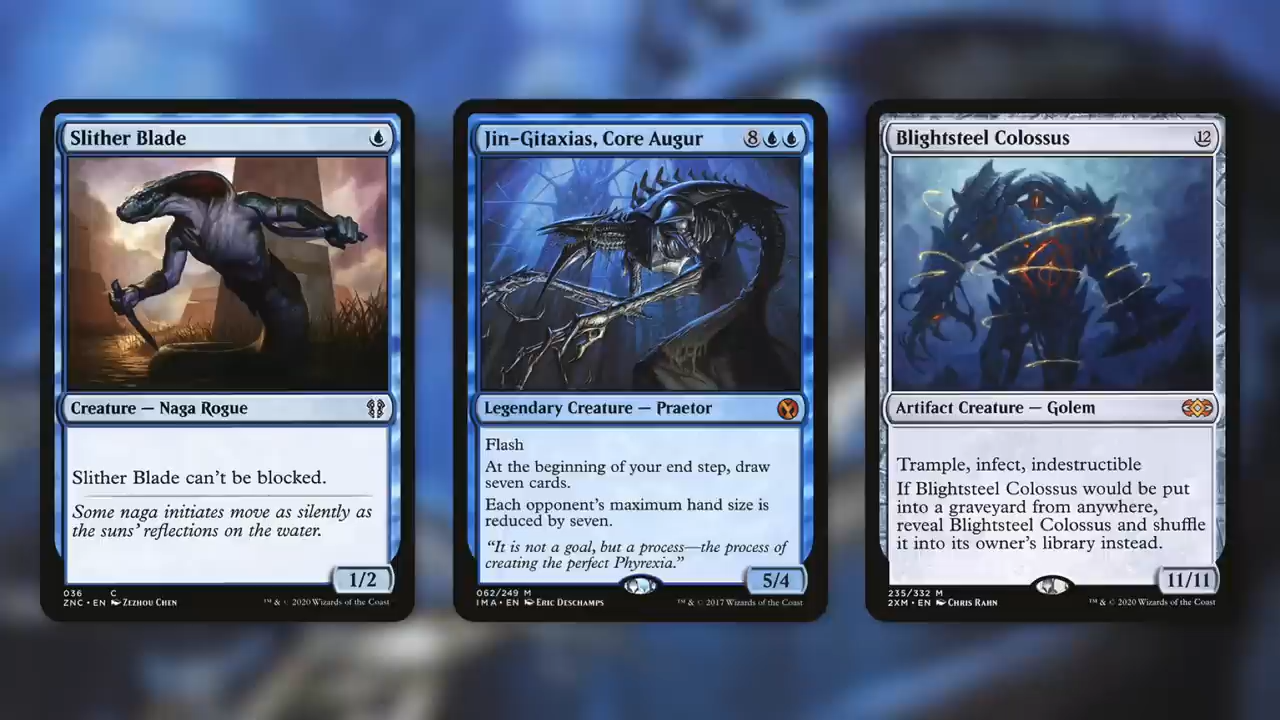 Slither Blade
Creature — Naga Rogue
Slither Blade can't be blocked.
Some naga initiates move as silently as
the suns' reflections on the water.
1/2
036 C
ZNC • EN Zezhou Chen
™ & © 2020 Wizards of the Coast
Jin-Gitaxias, Core Augur 8
Legendary Creature — Praetor
Flash
At the beginning of your end step, draw
seven cards.
Each opponent's maximum hand size is
reduced by seven.
"It is not a goal, but a process—the process of
creating the perfect Phyrexia."
5/4
062/249 M
IMA • EN Eric Deschamps
™ & © 2017 Wizards of the Coast
Blightsteel Colossus 12
Artifact Creature — Golem
Trample, infect, indestructible
If Blightsteel Colossus would be put
into a graveyard from anywhere,
reveal Blightsteel Colossus and shuffle
it into its owner's library instead.
11/11
235/332 M
2XM • EN Chris Rahn
™ & © 2020 Wizards of the Coast